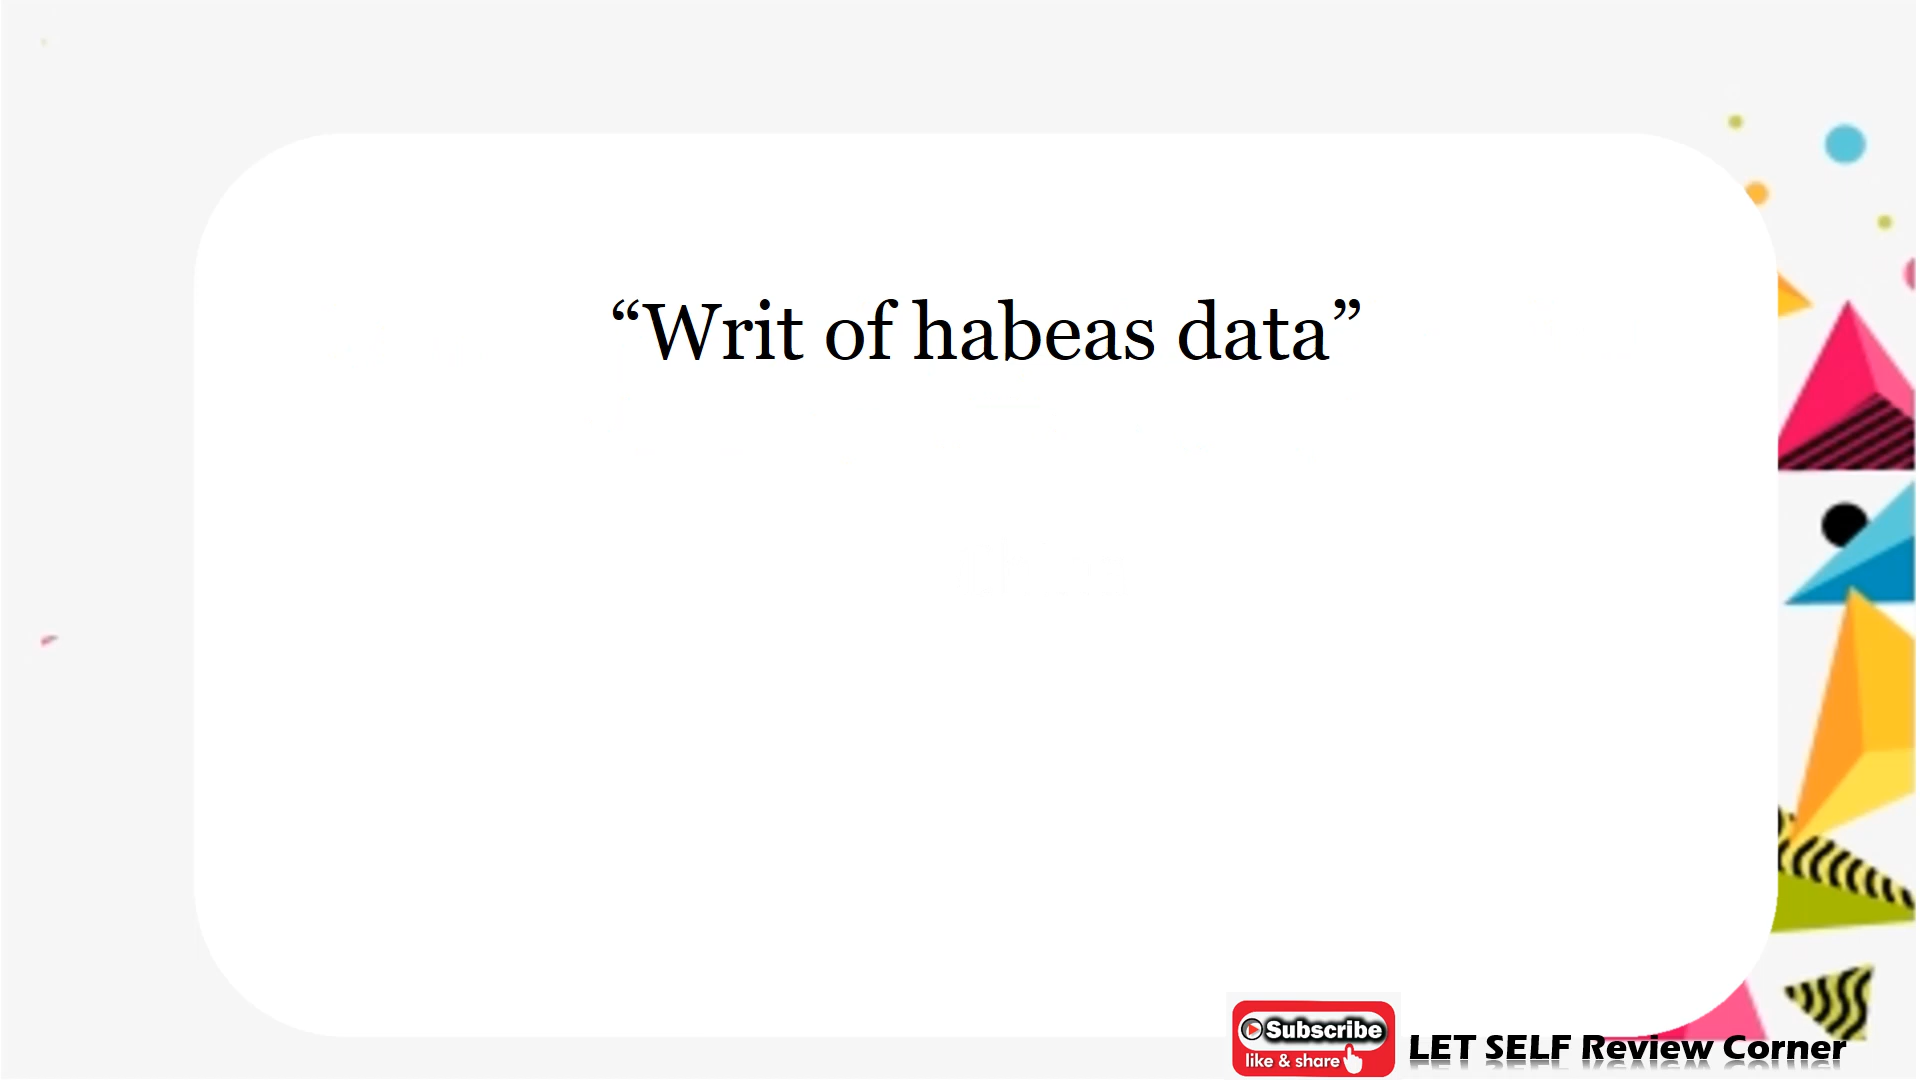 “Writ of habeas data”
Subscribe
like & share
LET SELF Review Corner